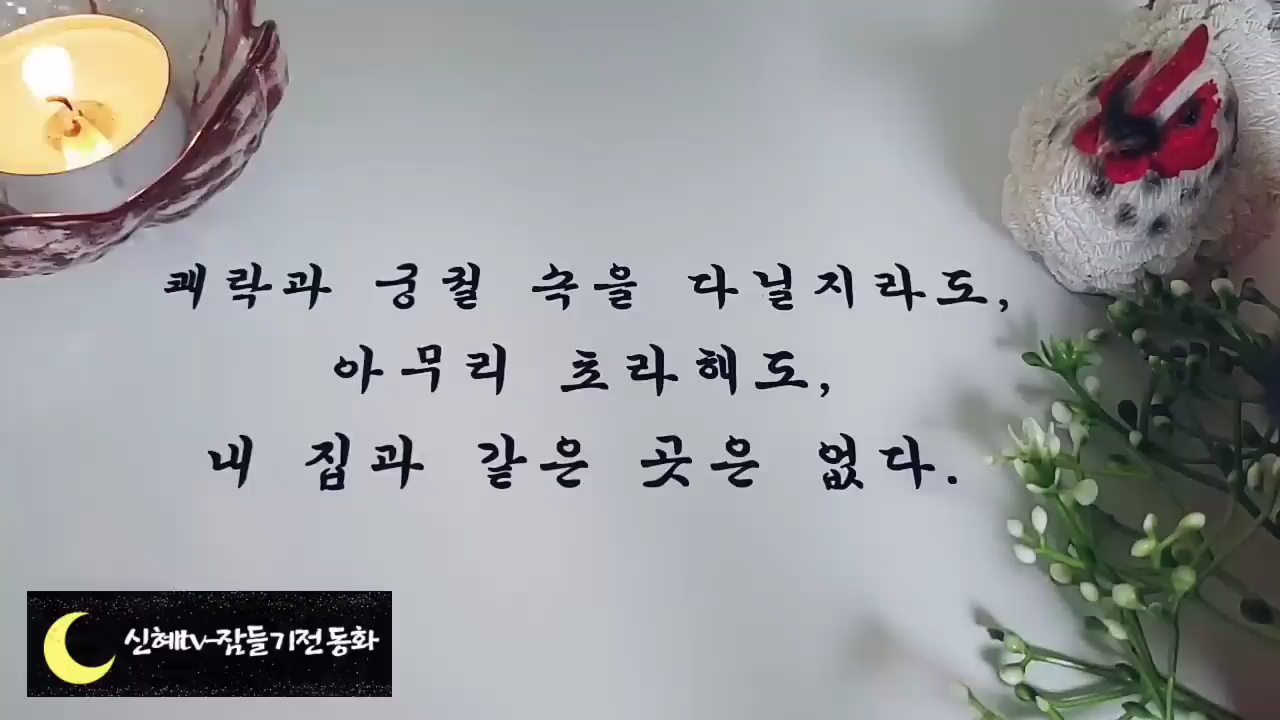 쾌락과 궁궐 속을 다닐지라도,
아무리 초라해도,
내 집과 같은 곳은 없다.
신혜tv-잠들기전 동화